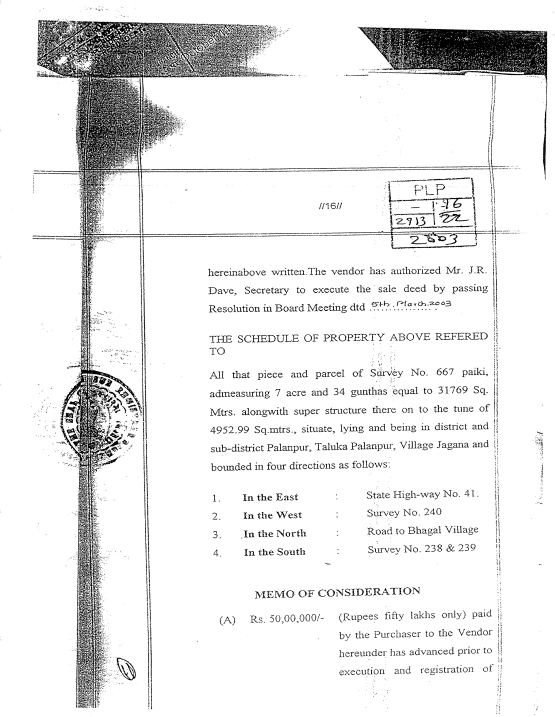 //16//
PLP
2913 22
2003
hereinabove written.The vendor has authorized Mr. J.R.
Dave, Secretary to execute the sale deed by passing
Resolution in Board Meeting dtd 5th. March.2003
THE SCHEDULE OF PROPERTY ABOVE REFERED
TO
All that piece and parcel of Survey No. 667 paiki,
admeasuring 7 acre and 34 gunthas equal to 31769 Sq.
Mtrs. alongwith super structure there on to the tune of
4952.99 Sq.mtrs., situate, lying and being in district and
sub-district Palanpur, Taluka Palanpur, Village Jagana and
bounded in four directions as follows:
1. In the East : State High-way No. 41.
2. In the West : Survey No. 240
3. In the North : Road to Bhagal Village
4. In the South : Survey No. 238 & 239
MEMO OF CONSIDERATION
(A) Rs. 50,00,000/- (Rupees fifty lakhs only) paid
by the Purchaser to the Vendor
hereunder has advanced prior to
execution and registration of
THE SEAL SUB REGISTRAR